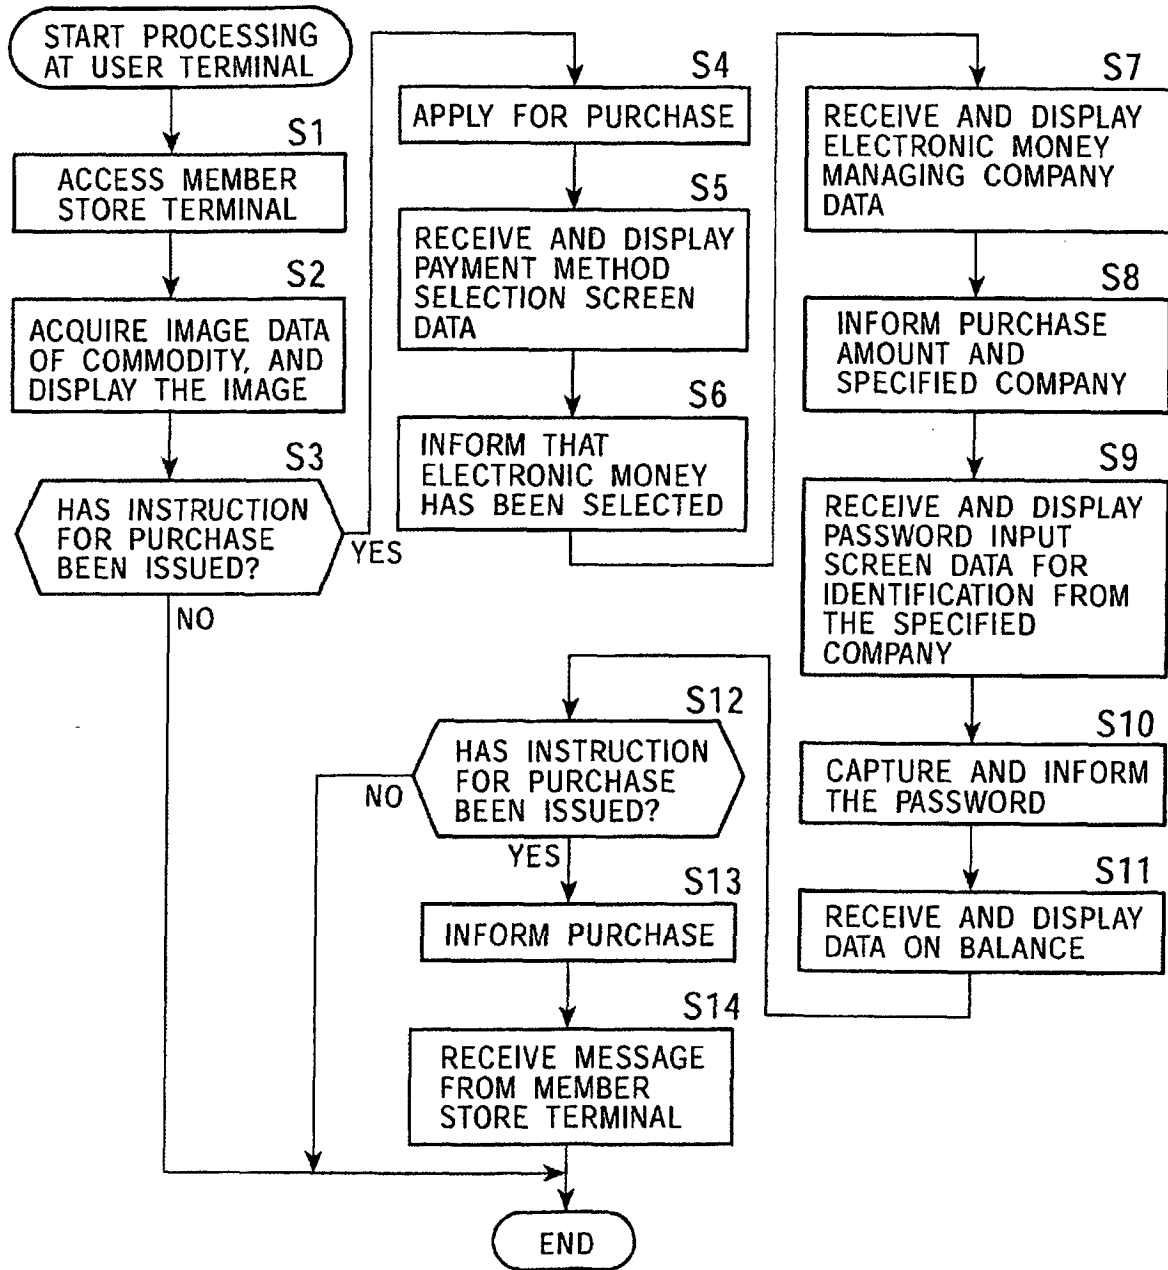 START PROCESSING
AT USER TERMINAL
S1
ACCESS MEMBER
STORE TERMINAL
S2
ACQUIRE IMAGE DATA
OF COMMODITY, AND
DISPLAY THE IMAGE
S3
HAS INSTRUCTION
FOR PURCHASE
BEEN ISSUED?
YES
NO
S4
APPLY FOR PURCHASE
S5
RECEIVE AND DISPLAY
PAYMENT METHOD
SELECTION SCREEN
DATA
S6
INFORM THAT
ELECTRONIC MONEY
HAS BEEN SELECTED
S7
RECEIVE AND DISPLAY
ELECTRONIC MONEY
MANAGING COMPANY
DATA
S8
INFORM PURCHASE
AMOUNT AND
SPECIFIED COMPANY
S9
RECEIVE AND DISPLAY
PASSWORD INPUT
SCREEN DATA FOR
IDENTIFICATION FROM
THE SPECIFIED
COMPANY
S10
CAPTURE AND INFORM
THE PASSWORD
S11
RECEIVE AND DISPLAY
DATA ON BALANCE
S12
HAS INSTRUCTION
FOR PURCHASE
BEEN ISSUED?
NO
YES
S13
INFORM PURCHASE
S14
RECEIVE MESSAGE
FROM MEMBER
STORE TERMINAL
END